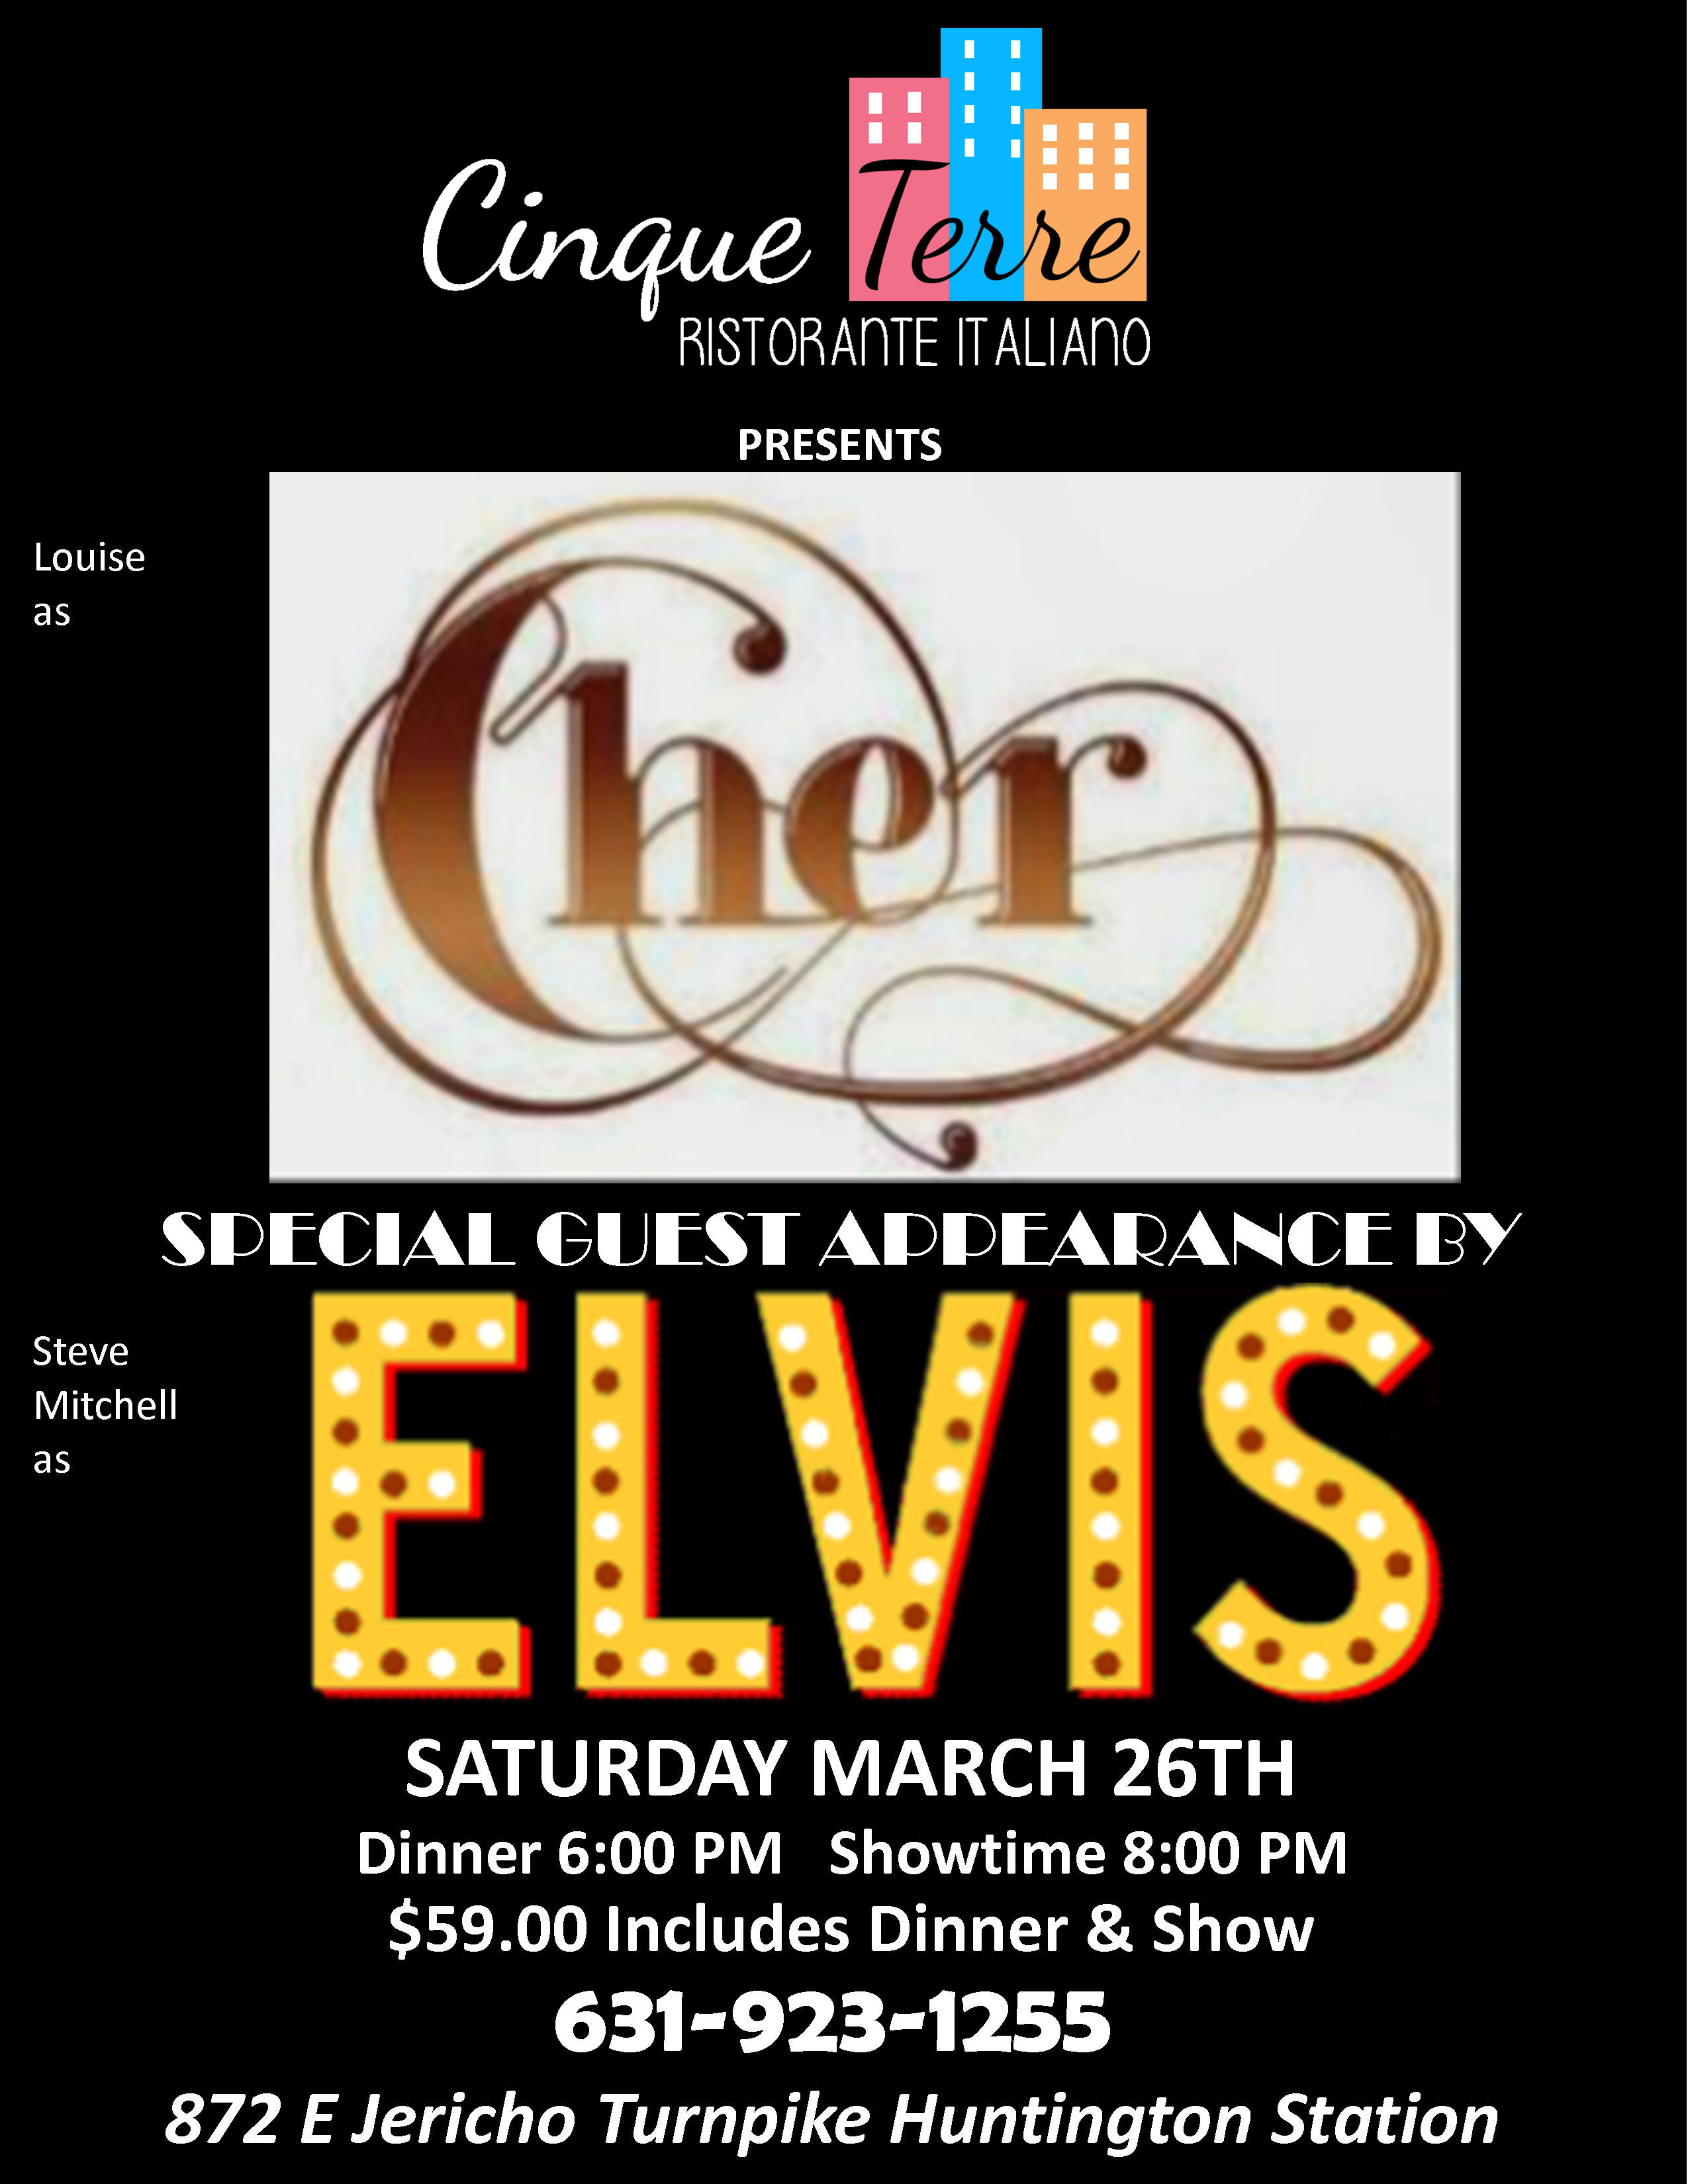 Cinque Terre
RISTORANTE ITALIANO
PRESENTS
Louise
as
Cher
SPECIAL GUEST APPEARANCE BY
Steve
Mitchell
as
ELVIS
SATURDAY MARCH 26TH
Dinner 6:00 PM Showtime 8:00 PM
$59.00 Includes Dinner & Show
631-923-1255
872 E Jericho Turnpike Huntington Station